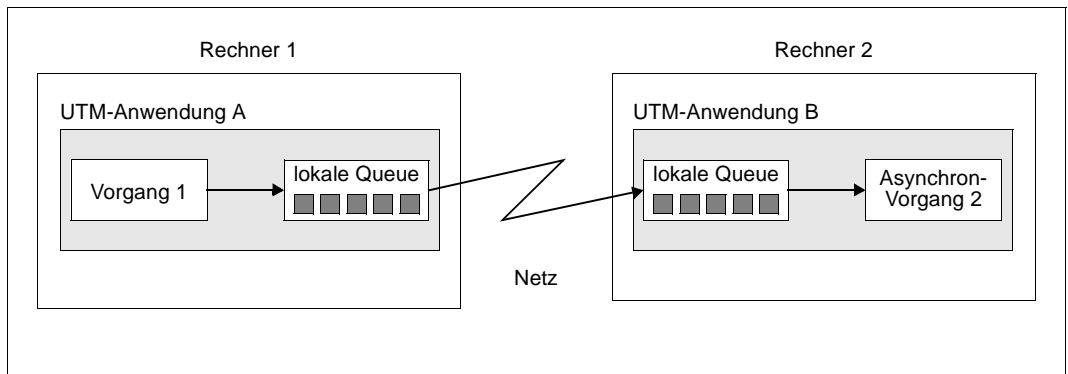 Rechner 1
Rechner 2
UTM-Anwendung A
UTM-Anwendung B
Vorgang 1
lokale Queue
lokale Queue
Asynchron-
Vorgang 2
Netz